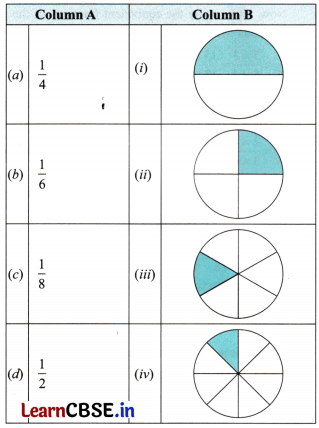 Column A Column B
(a) 1/4 (i)
(b) 1/6 (ii)
(c) 1/8 (iii)
(d) 1/2 (iv)
LearnCBSE.in